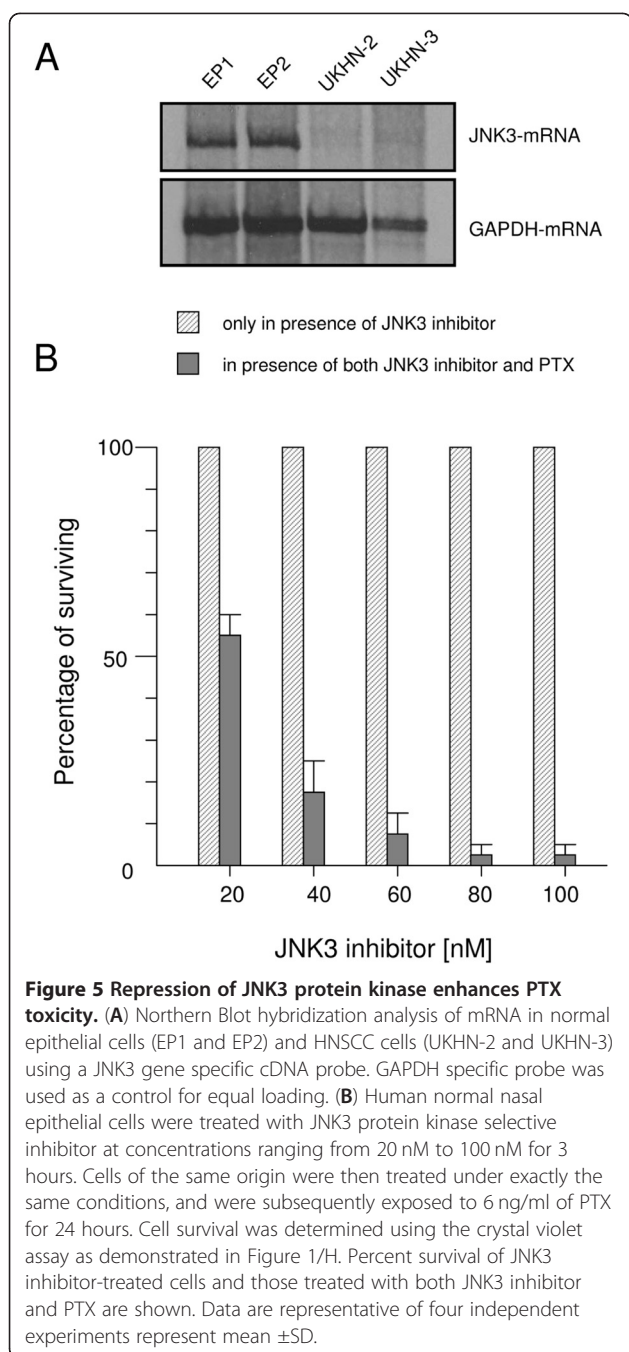 A
EP1 EP2 UKHN-2 UKHN-3
JNK3-mRNA
GAPDH-mRNA
only in presence of JNK3 inhibitor
B
in presence of both JNK3 inhibitor and PTX
100
50
0
Percentage of surviving
20 40 60 80 100
JNK3 inhibitor [nM]
Figure 5 Repression of JNK3 protein kinase enhances PTX
toxicity. (A) Northern Blot hybridization analysis of mRNA in normal
epithelial cells (EP1 and EP2) and HNSCC cells (UKHN-2 and UKHN-3)
using a JNK3 gene specific cDNA probe. GAPDH specific probe was
used as a control for equal loading. (B) Human normal nasal
epithelial cells were treated with JNK3 protein kinase selective
inhibitor at concentrations ranging from 20 nM to 100 nM for 3
hours. Cells of the same origin were then treated under exactly the
same conditions, and were subsequently exposed to 6 ng/ml of PTX
for 24 hours. Cell survival was determined using the crystal violet
assay as demonstrated in Figure 1/H. Percent survival of JNK3
inhibitor-treated cells and those treated with both JNK3 inhibitor
and PTX are shown. Data are representative of four independent
experiments represent mean ±SD.